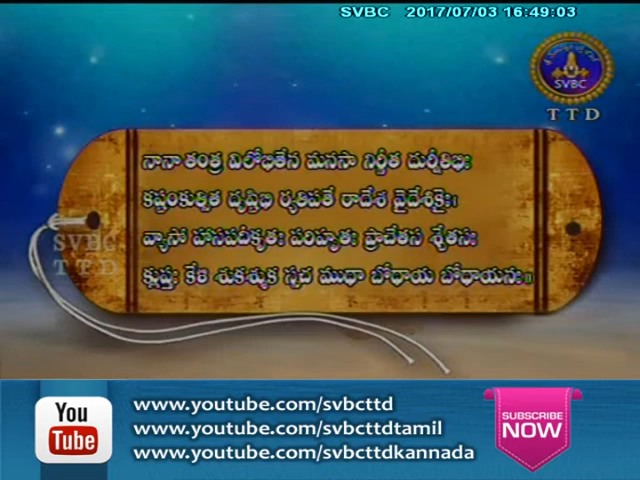 SVBC 2017/07/03 16:49:03
SVBC
TTD
నానాతంత్ర విలోభితేన మనసా నిర్ణీత దుర్నీతిభిః
కష్టంకుత్సిత దృష్టిభి ర్యతిపతే రాదేశ వైదేశికైః।
వ్యాసో హాసపదీకృతః పరిహృతః ప్రాచేతస శ్చేతసః
క్లుప్తః కేలి శుకశ్శుక స్సచ ముధా బోధాయ బోధాయనః॥
SVBC
TTD
You
Tube
www.youtube.com/svbcttd
www.youtube.com/svbcttdtamil
www.youtube.com/svbcttdkannada
SUBSCRIBE
NOW